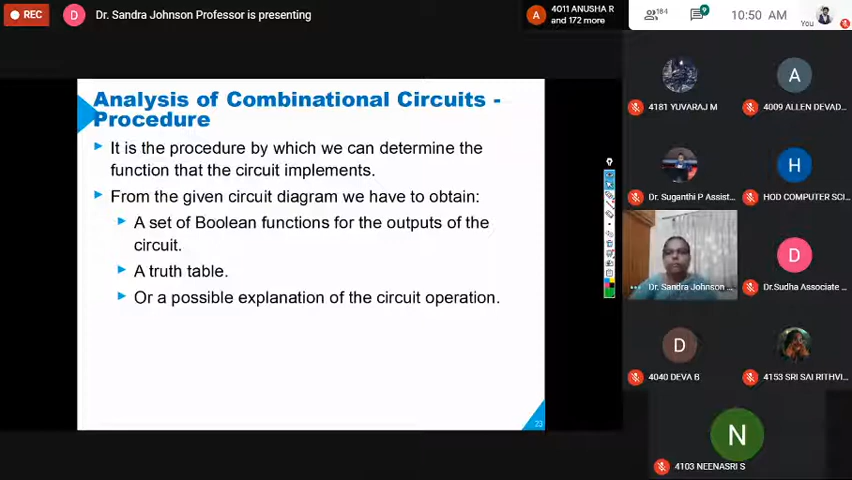 REC
D Dr. Sandra Johnson Professor is presenting
A 4011 ANUSHA R
and 172 more
184
9
10:50 AM
You
Analysis of Combinational Circuits -
Procedure
It is the procedure by which we can determine the
function that the circuit implements.
From the given circuit diagram we have to obtain:
A set of Boolean functions for the outputs of the
circuit.
A truth table.
Or a possible explanation of the circuit operation.
23
4181 YUVARAJ M
A
4009 ALLEN DEVAD...
Dr. Suganthi P Assist...
H
HOD COMPUTER SCI...
Dr. Sandra Johnson ...
D
Dr.Sudha Associate ...
D
4040 DEVA B
4153 SRI SAI RITHVI...
N
4103 NEENASRI S